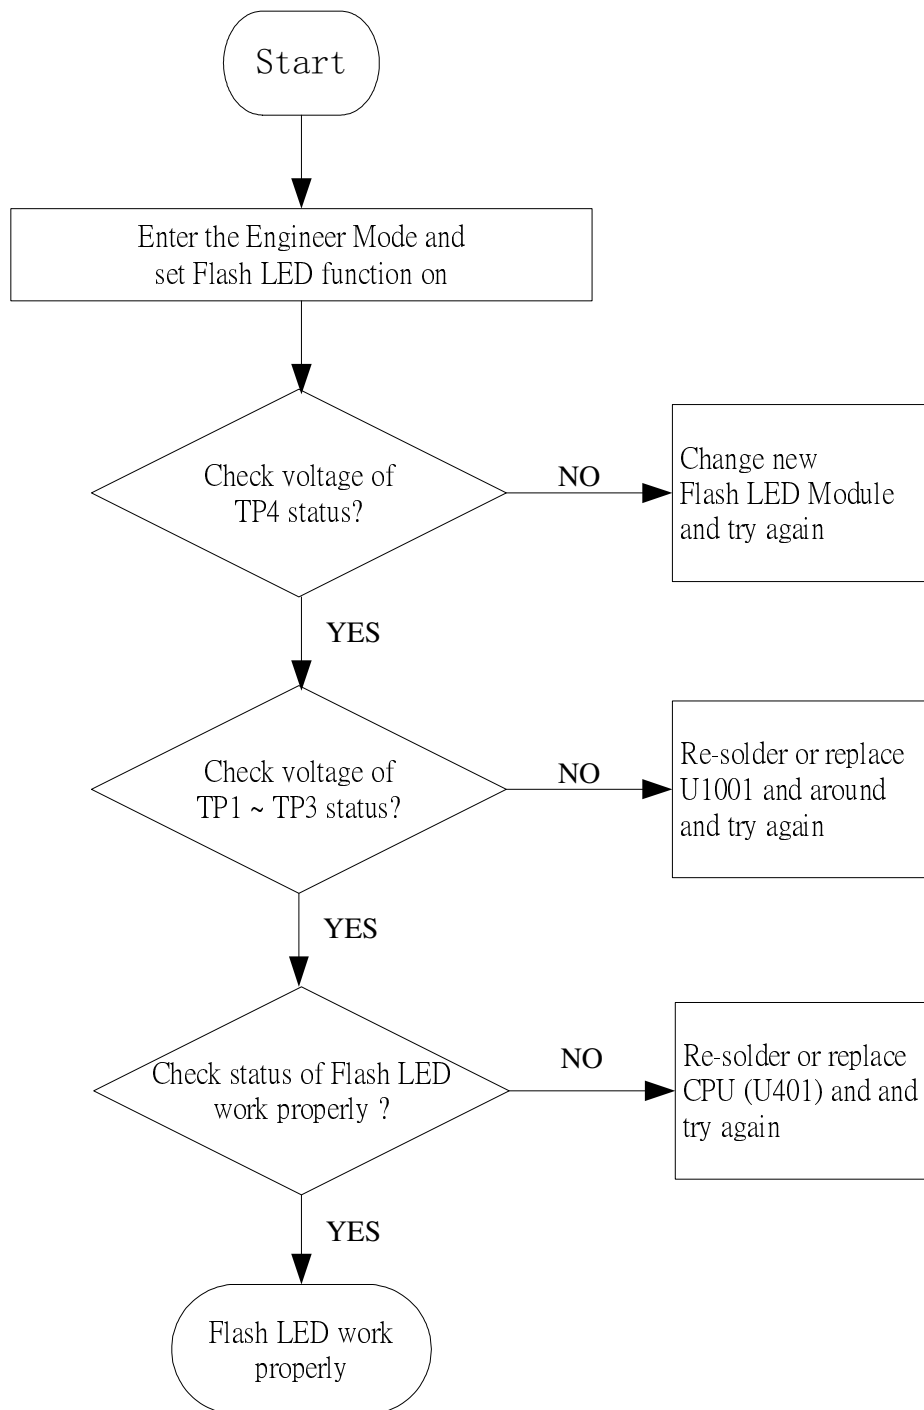 Start
Enter the Engineer Mode and
set Flash LED function on
Check voltage of
TP4 status?
NO
Change new
Flash LED Module
and try again
YES
Check voltage of
TP1 ~ TP3 status?
NO
Re-solder or replace
U1001 and around
and try again
YES
Check status of Flash LED
work properly ?
NO
Re-solder or replace
CPU (U401) and and
try again
YES
Flash LED work
properly